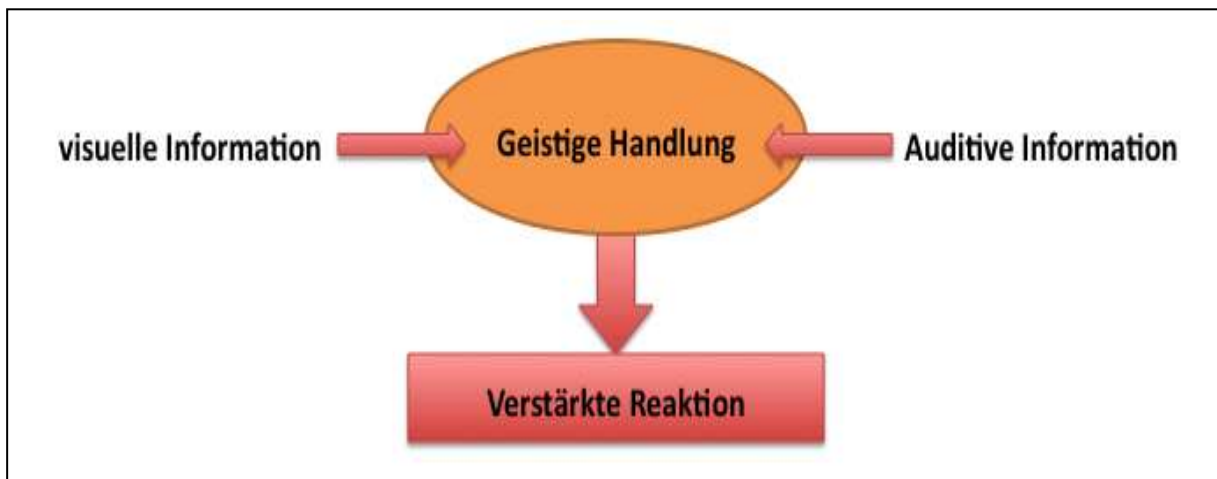 visuelle Information
Geistige Handlung
Auditive Information
Verstärkte Reaktion